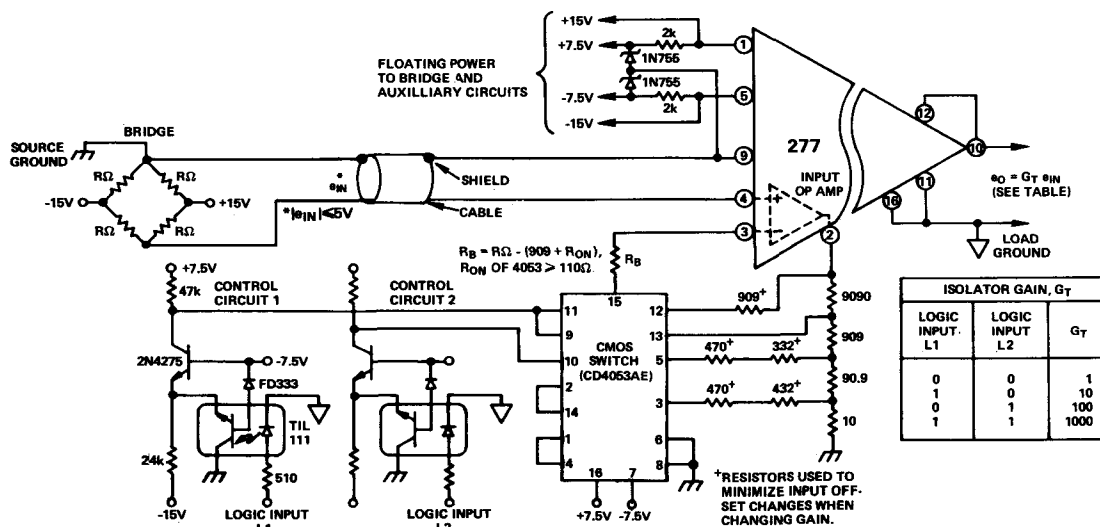 +15V
2k
①
+7.5V
1N755
FLOATING POWER
TO BRIDGE AND
AUXILLIARY CIRCUITS
1N755
-7.5V
⑤
2k
-15V
⑫
BRIDGE
SOURCE
GROUND
⑨
277
⑩
RΩ
RΩ
*
eIN
SHIELD
INPUT
OP AMP
⑪
eO = GT eIN
(SEE TABLE)
-15V
+15V
④
⑯
RΩ
RΩ
*|eIN|<5V
CABLE
③
②
LOAD
GROUND
RB = RΩ - (909 + RON),
RON OF 4053 > 110Ω
RB
+7.5V
47k
CONTROL
CIRCUIT 1
CONTROL
CIRCUIT 2
15
909+
9090
ISOLATOR GAIN, GT
11
12
9
13
909
LOGIC
INPUT
L1
LOGIC
INPUT
L2
GT
2N4275
-7.5V
10
CMOS
SWITCH
(CD4053AE)
5
470+
332+
FD333
2
90.9
0 0 1
14
3
470+
432+
1 0 10
TIL
111
0 1 100
1
10
1 1 1000
24k
4
6
510
8
16
7
+RESISTORS USED TO
MINIMIZE INPUT OFF-
SET CHANGES WHEN
CHANGING GAIN.
-15V
LOGIC INPUT
L1
LOGIC INPUT
+7.5V
-7.5V